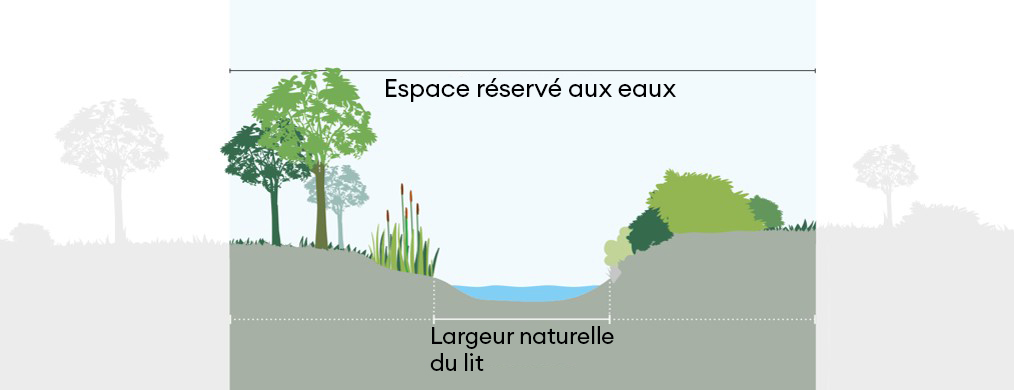 Espace réservé aux eaux
Largeur naturelle
du lit